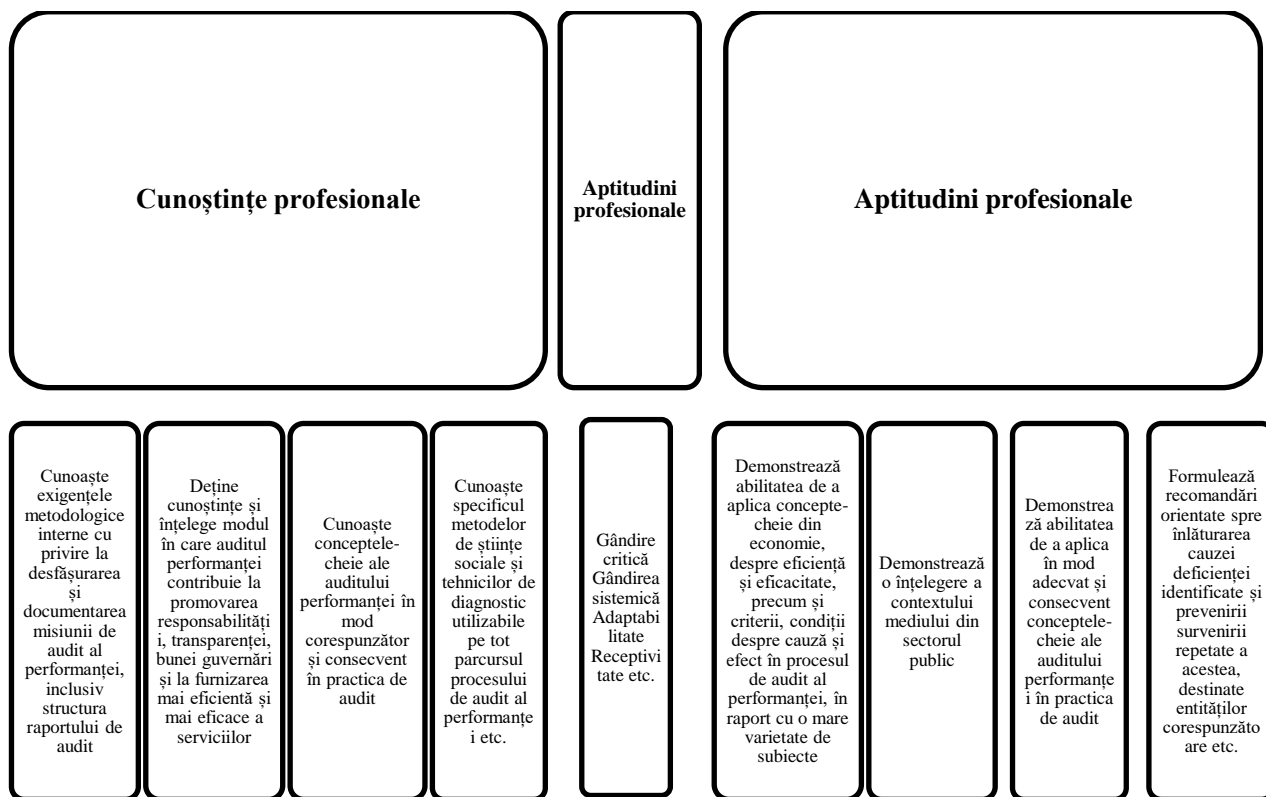 Cunoștințe profesionale
Aptitudini
profesionale
Aptitudini profesionale
Cunoaște
exigențele
metodologice
interne cu
privire la
desfășurarea
și
documentarea
misiunii de
audit al
performanței,
inclusiv
structura
raportului de
audit
Deține
cunoștințe și
înțelege modul
în care auditul
performanței
contribuie la
promovarea
responsabilități
i, transparenței,
bunei guvernări
și la furnizarea
mai eficientă și
mai eficace a
serviciilor
Cunoaște
conceptele-
cheie ale
auditului
performanței în
mod
corespunzător
și consecvent
în practica de
audit
Cunoaște
specificul
metodelor
de științe
sociale și
tehnicilor de
diagnostic
utilizabile
pe tot
parcursul
procesului
de audit al
performanțe
i etc.
Gândire
critică
Gândirea
sistemică
Adaptabi
litate
Receptivi
tate etc.
Demonstrează
abilitatea de a
aplica concepte-
cheie din
economie,
despre eficiență
și eficacitate,
precum și
criterii, condiții
despre cauză și
efect în procesul
de audit al
performanței, în
raport cu o mare
varietate de
subiecte
Demonstrează
o înțelegere a
contextului
mediului din
sectorul
public
Demonstrea
ză abilitatea
de a aplica
în mod
adecvat și
consecvent
conceptele-
cheie ale
auditului
performanțe
i în practica
de audit
Formulează
recomandări
orientate spre
înlăturarea
cauzei
deficienței
identificate și
prevenirii
survenirii
repetate a
acesteia,
destinate
entităților
corespunzăto
are etc.